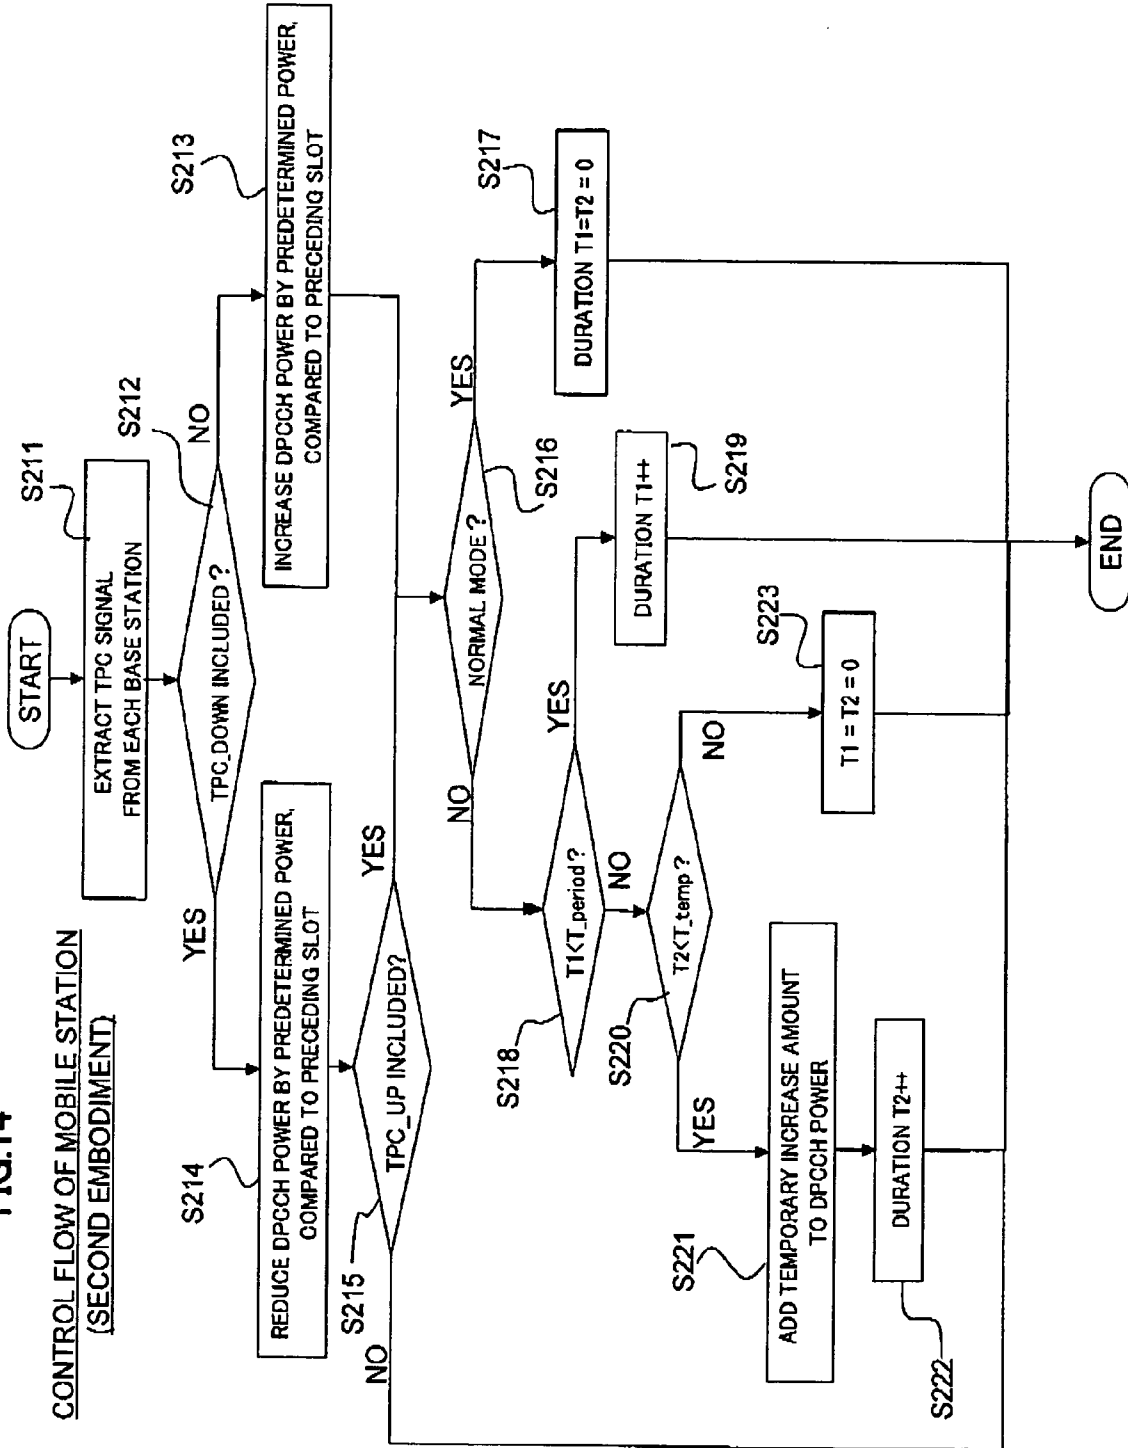 FIG.14
CONTROL FLOW OF MOBILE STATION
(SECOND EMBODIMENT)
START
S211
EXTRACT TPC SIGNAL
FROM EACH BASE STATION
S212
TPC_DOWN INCLUDED ?
YES
NO
S213
INCREASE DPCCH POWER BY PREDETERMINED POWER,
COMPARED TO PRECEDING SLOT
S214
REDUCE DPCCH POWER BY PREDETERMINED POWER,
COMPARED TO PRECEDING SLOT
S215
TPC_UP INCLUDED?
NO
YES
S216
NORMAL MODE ?
NO
YES
S217
DURATION T1=T2 = 0
S218
T1<T_period ?
YES
NO
S219
DURATION T1++
S220
T2<T_temp ?
YES
NO
S221
ADD TEMPORARY INCREASE AMOUNT
TO DPCCH POWER
S222
DURATION T2++
S223
T1 = T2 = 0
END